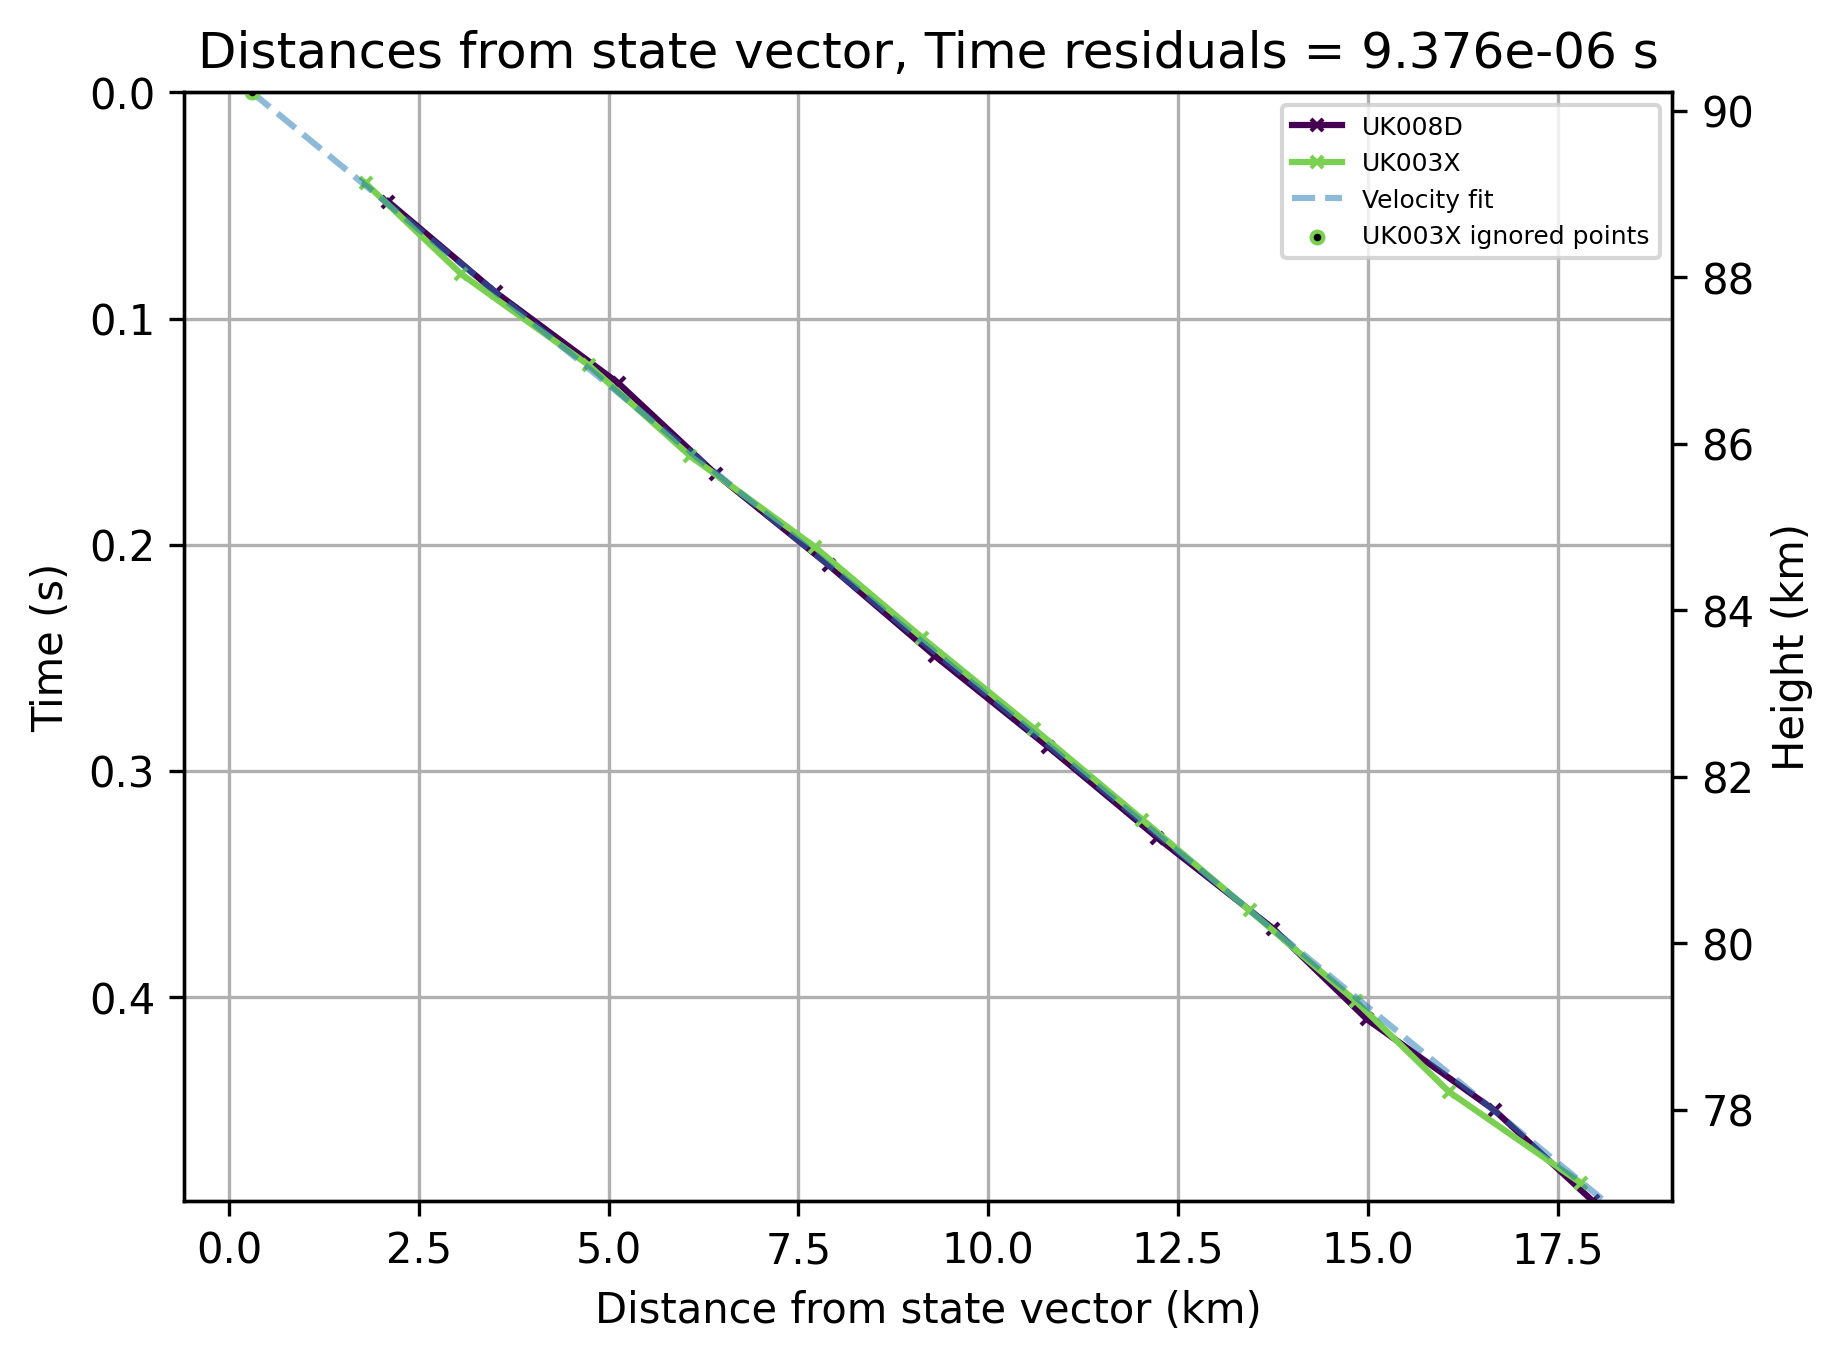 Distances from state vector, Time residuals = 9.376e-06 s
UK008D
UK003X
Velocity fit
UK003X ignored points
0.0
0.1
0.2
0.3
0.4
Time (s)
90
88
86
84
82
80
78
Height (km)
0.0 2.5 5.0 7.5 10.0 12.5 15.0 17.5
Distance from state vector (km)